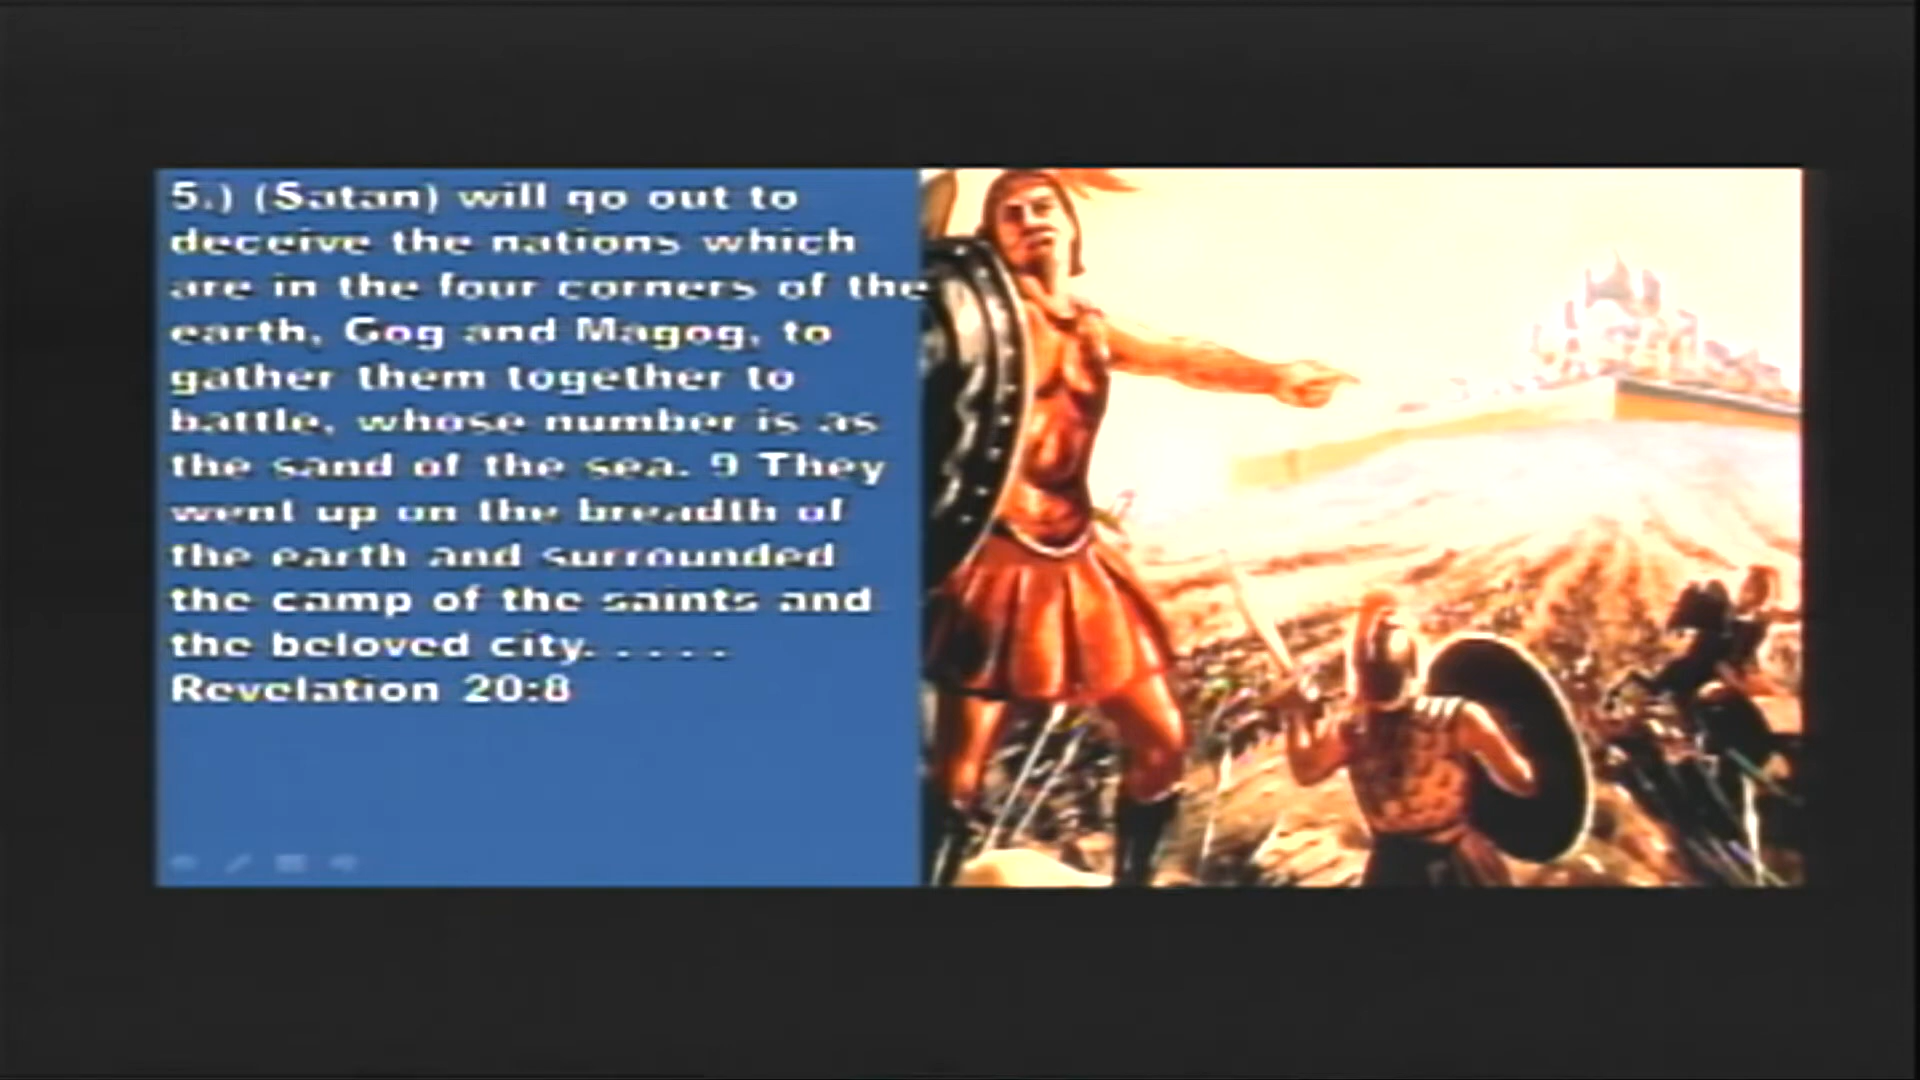 5.) (Satan) will go out to
deceive the nations which
are in the four corners of the
earth, Gog and Magog, to
gather them together to
battle, whose number is as
the sand of the sea. 9 They
went up on the breadth of
the earth and surrounded
the camp of the saints and
the beloved city. . . . .
Revelation 20:8